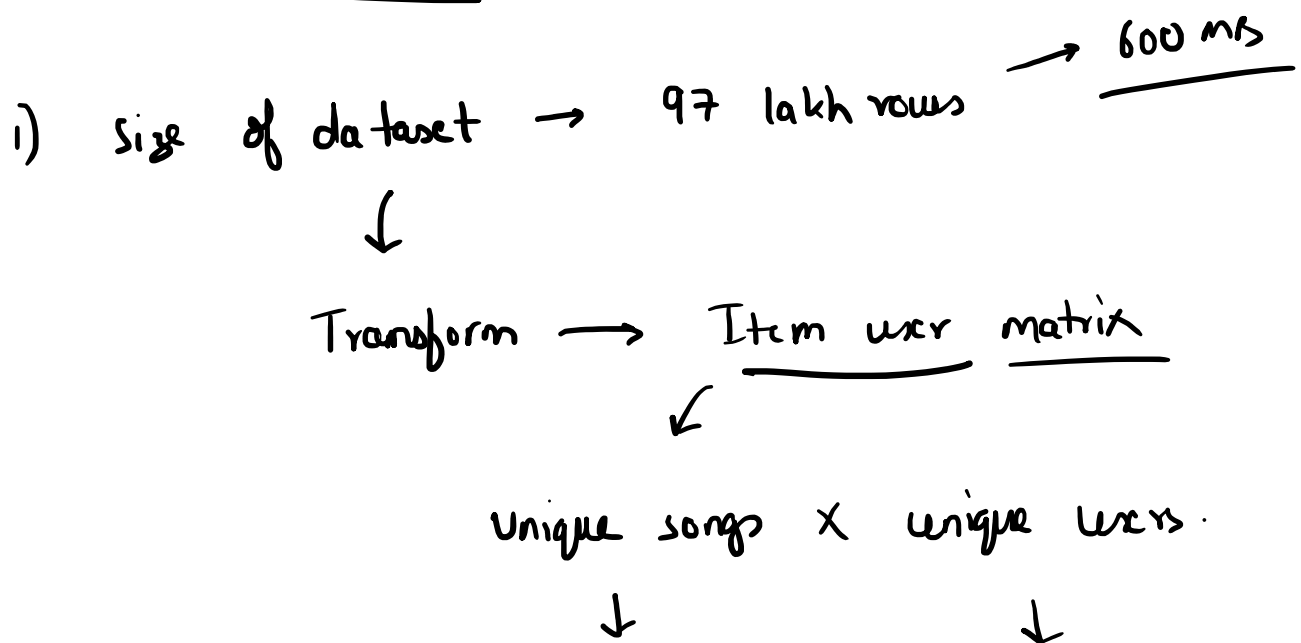 600 MB
1) Size of dataset → 97 lakh rows →
↓
Transform → Item user matrix
↙
Unique songs X unique users.
↓ ↓